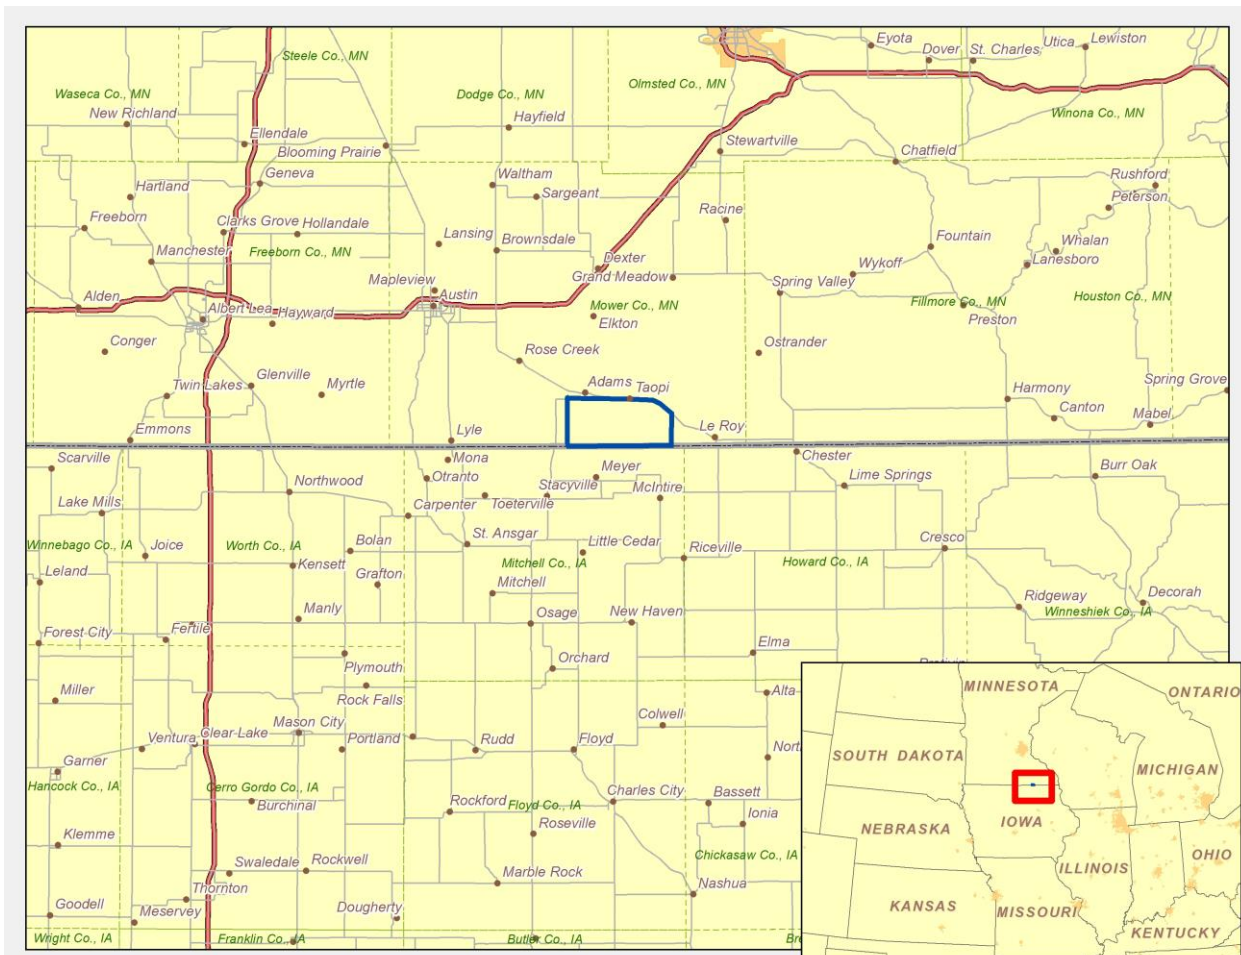 Eyota
Dover
St. Charles
Utica
Lewiston
Steele Co., MN
Waseca Co., MN
Dodge Co., MN
Olmsted Co., MN
Winona Co., MN
New Richland
Hayfield
Ellendale
Blooming Prairie
Stewartville
Chatfield
Geneva
Waltham
Rushford
Hartland
Sargeant
Peterson
Freeborn
Clarks Grove
Hollandale
Racine
Lansing
Brownsdale
Fountain
Whalan
Manchester
Freeborn Co., MN
Dexter
Lanesboro
Grand Meadow
Wykoff
Mapleview
Spring Valley
Alden
Austin
Mower Co., MN
Fillmore Co., MN
Houston Co., MN
Albert Lea
Hayward
Elkton
Preston
Conger
Rose Creek
Ostrander
Twin Lakes
Glenville
Myrtle
Adams
Taopi
Harmony
Spring Grove
Canton
Mabel
Emmons
Lyle
Le Roy
Scarville
Mona
Chester
Otranto
Meyer
Burr Oak
Northwood
Stacyville
McIntire
Lime Springs
Lake Mills
Carpenter
Toeterville
Winnebago Co., IA
Joice
Worth Co., IA
Bolan
St. Ansgar
Little Cedar
Riceville
Cresco
Kensett
Mitchell Co., IA
Howard Co., IA
Leland
Grafton
Mitchell
Decorah
Manly
Osage
New Haven
Ridgeway
Winneshiek Co., IA
Forest City
Fertile
Elma
Plymouth
Orchard
Miller
Rock Falls
Alta
Mason City
Colwell
Ventura
Clear Lake
Portland
Rudd
Floyd
Garner
Hancock Co., IA
Cerro Gordo Co., IA
Burchinal
Rockford
Floyd Co., IA
Charles City
Bassett
Ionia
Klemme
Roseville
Chickasaw Co., IA
Swaledale
Rockwell
Marble Rock
Nashua
Thornton
Goodell
Meservey
Dougherty
Wright Co., IA
Franklin Co., IA
Butler Co., IA
MINNESOTA
ONTARIO
SOUTH DAKOTA
MICHIGAN
NEBRASKA
IOWA
ILLINOIS
OHIO
KANSAS
MISSOURI
KENTUCKY